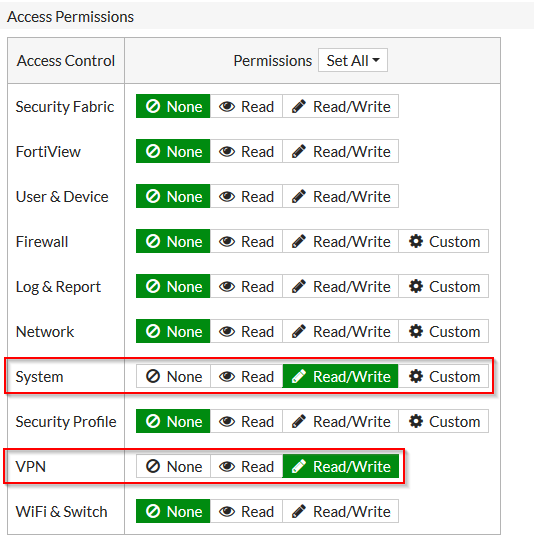 Access Permissions
Access Control Permissions Set All
Security Fabric None Read Read/Write
FortiView None Read Read/Write
User & Device None Read Read/Write
Firewall None Read Read/Write Custom
Log & Report None Read Read/Write Custom
Network None Read Read/Write Custom
System None Read Read/Write Custom
Security Profile None Read Read/Write Custom
VPN None Read Read/Write
WiFi & Switch None Read Read/Write